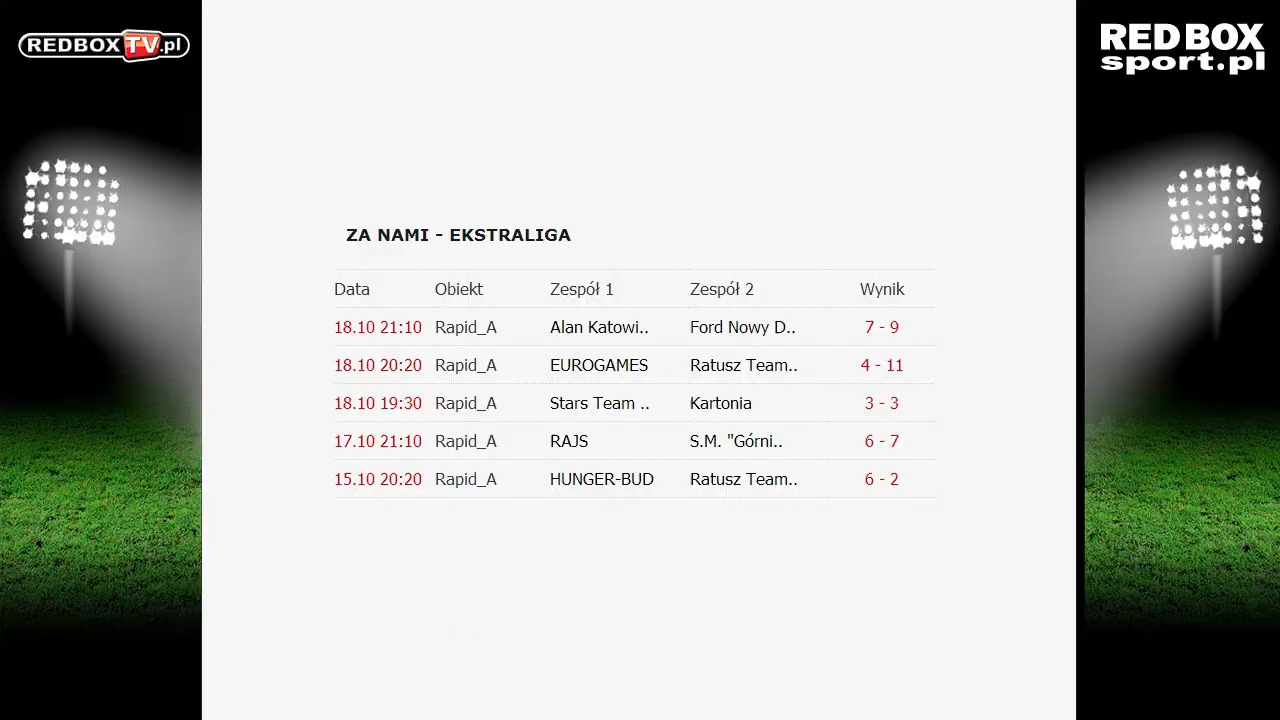 REDBOXTV.pl
RED BOX
sport.pl
ZA NAMI - EKSTRALIGA
Data Obiekt Zespół 1 Zespół 2 Wynik
18.10 21:10 Rapid_A Alan Katowi.. Ford Nowy D.. 7 - 9
18.10 20:20 Rapid_A EUROGAMES Ratusz Team.. 4 - 11
18.10 19:30 Rapid_A Stars Team .. Kartonia 3 - 3
17.10 21:10 Rapid_A RAJS S.M. "Górni.. 6 - 7
15.10 20:20 Rapid_A HUNGER-BUD Ratusz Team.. 6 - 2